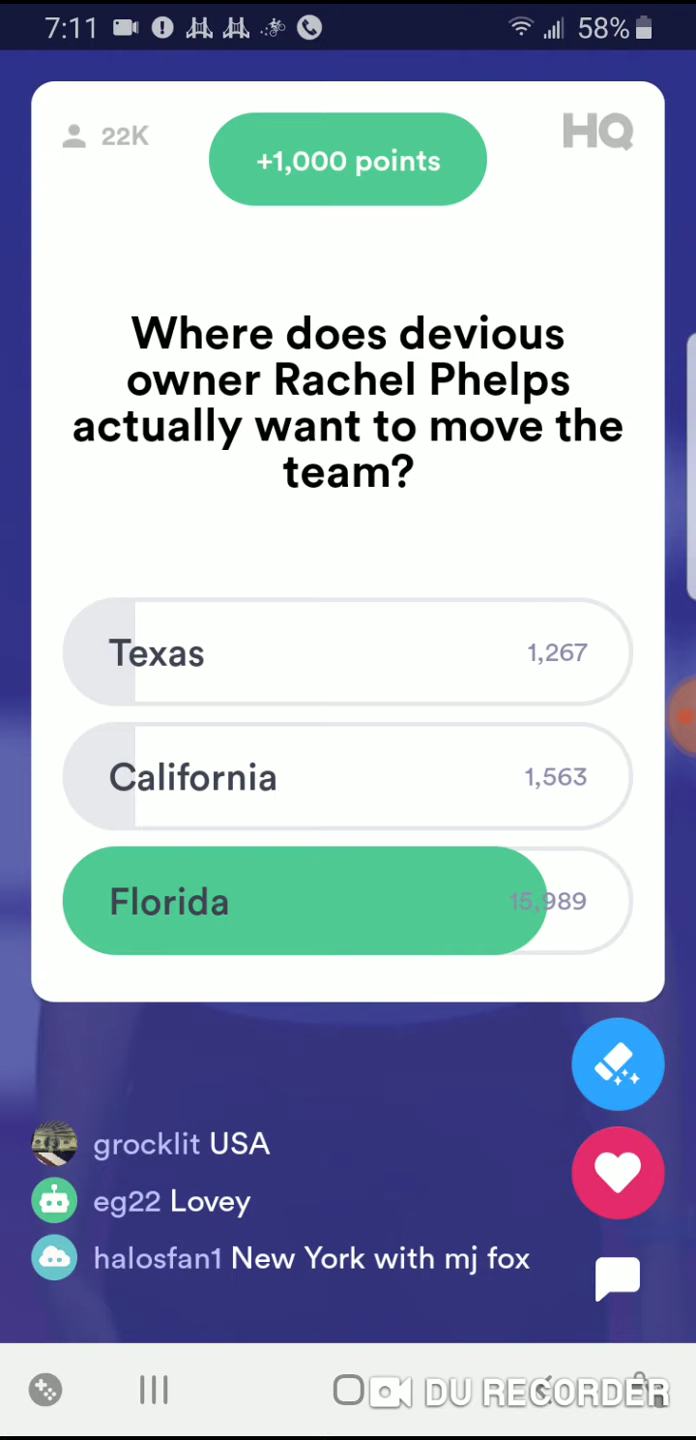 7:11 58%
22K +1,000 points HQ
Where does devious
owner Rachel Phelps
actually want to move the
team?
Texas 1,267
California 1,563
Florida 15,989
grocklit USA
eg22 Lovey
halosfan1 New York with mj fox
DU RECORDER